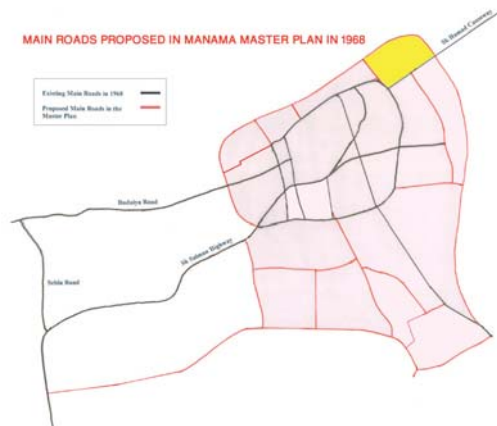 MAIN ROADS PROPOSED IN MANAMA MASTER PLAN IN 1968
Sh Hamad Causeway
Existing Main Roads in 1968
Proposed Main Roads in the
Master Plan
Budaiya Road
Sh Salman Highway
Road